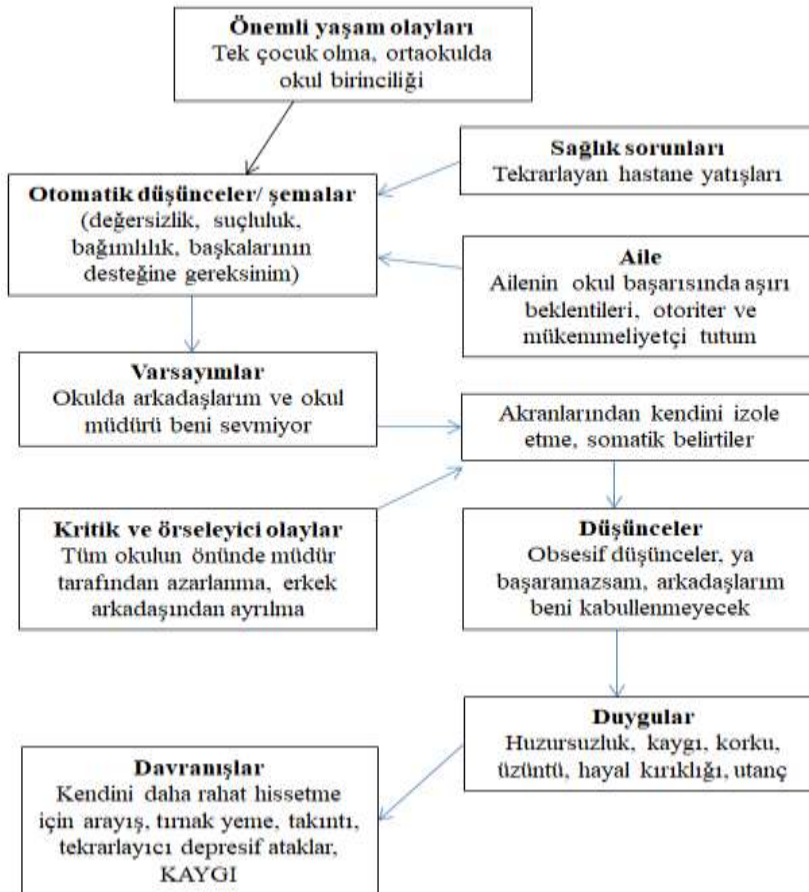 Önemli yaşam olayları
Tek çocuk olma, ortaokulda
okul birinciliği
Sağlık sorunları
Tekrarlayan hastane yatışları
Otomatik düşünceler/ şemalar
(değersizlik, suçluluk,
bağımlılık, başkalarının
desteğine gereksinim)
Aile
Ailenin okul başarısında aşırı
beklentileri, otoriter ve
mükemmeliyetçi tutum
Varsayımlar
Okulda arkadaşlarım ve okul
müdürü beni sevmiyor
Akranlarından kendini izole
etme, somatik belirtiler
Kritik ve örseleyici olaylar
Tüm okulun önünde müdür
tarafından azarlanma, erkek
arkadaşından ayrılma
Düşünceler
Obsesif düşünceler, ya
başaramazsam, arkadaşlarım
beni kabullenmeyecek
Duygular
Huzursuzluk, kaygı, korku,
üzüntü, hayal kırıklığı, utanç
Davranışlar
Kendini daha rahat hissetme
için arayış, tırnak yeme, takıntı,
tekrarlayıcı depresif ataklar,
KAYGI